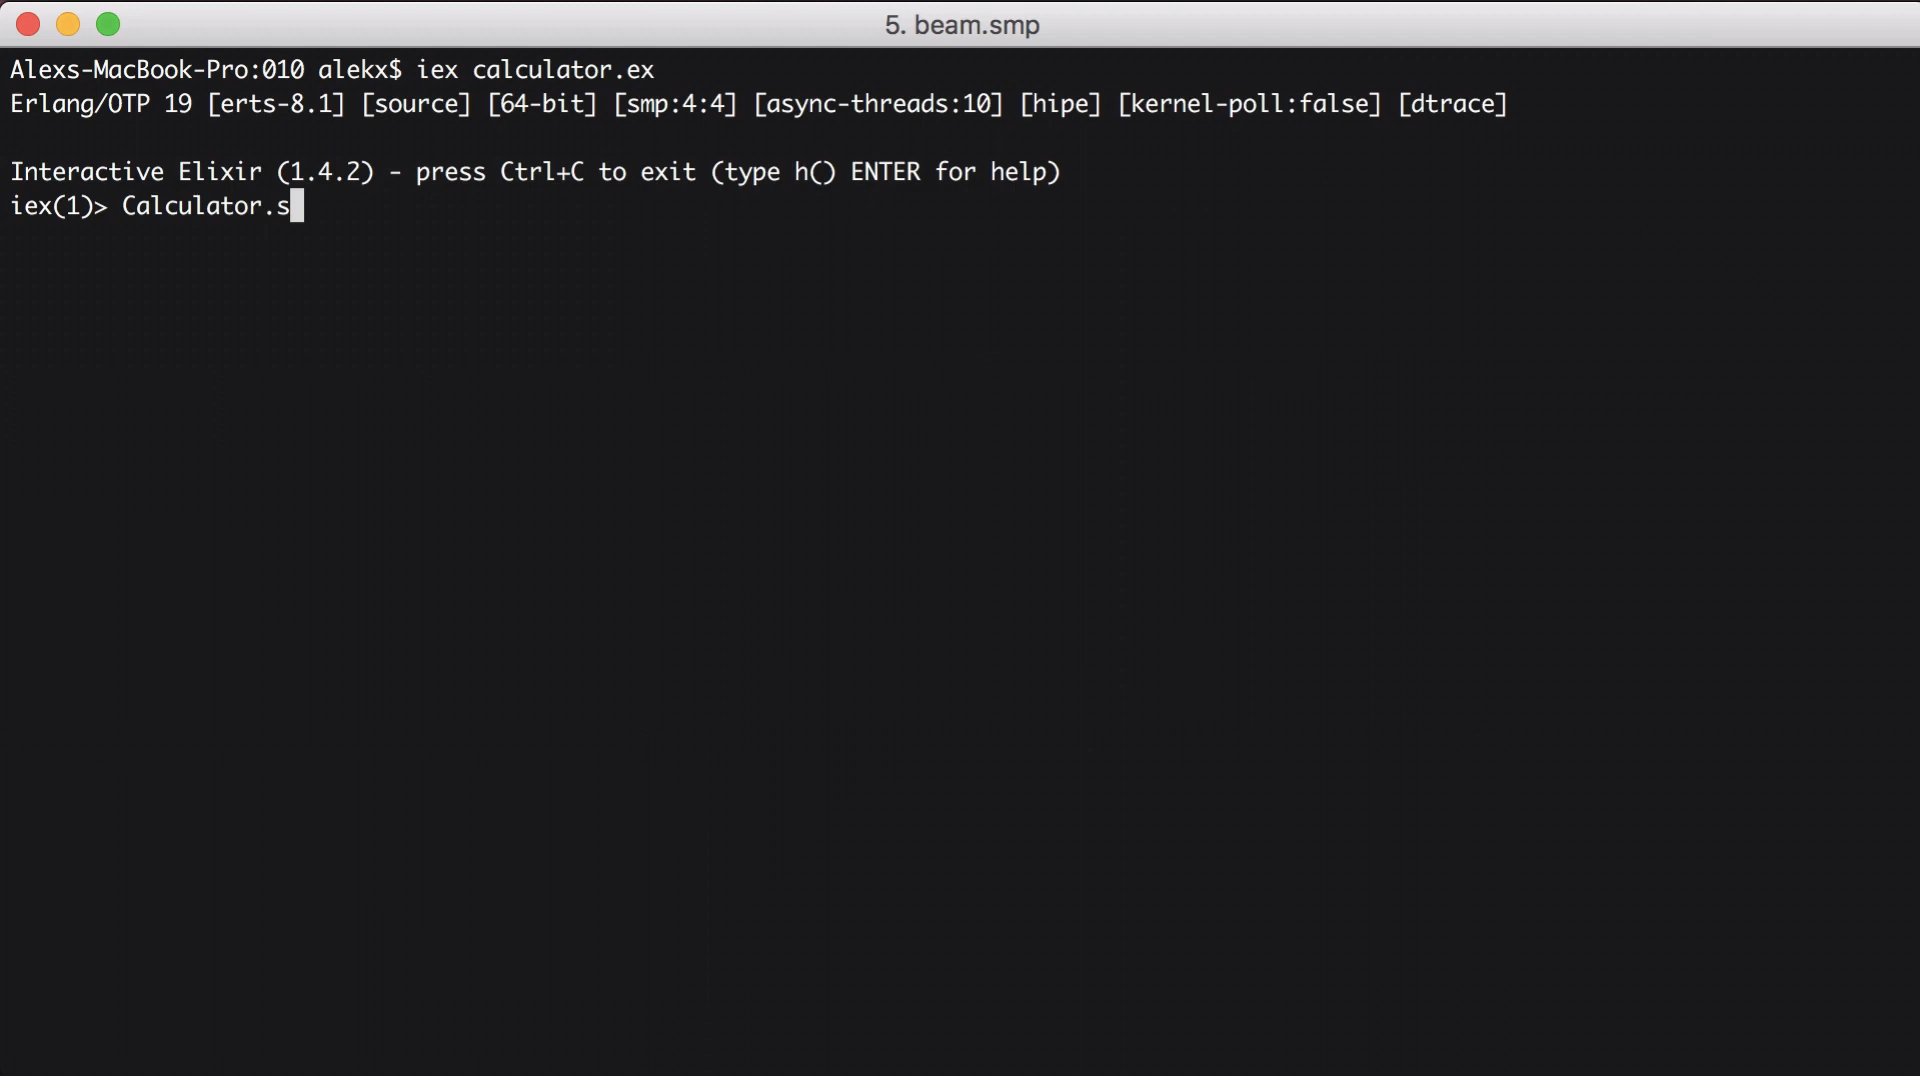 5. beam.smp
Alexs-MacBook-Pro:010 alekx$ iex calculator.ex
Erlang/OTP 19 [erts-8.1] [source] [64-bit] [smp:4:4] [async-threads:10] [hipe] [kernel-poll:false] [dtrace]
Interactive Elixir (1.4.2) - press Ctrl+C to exit (type h() ENTER for help)
iex(1)> Calculator.s